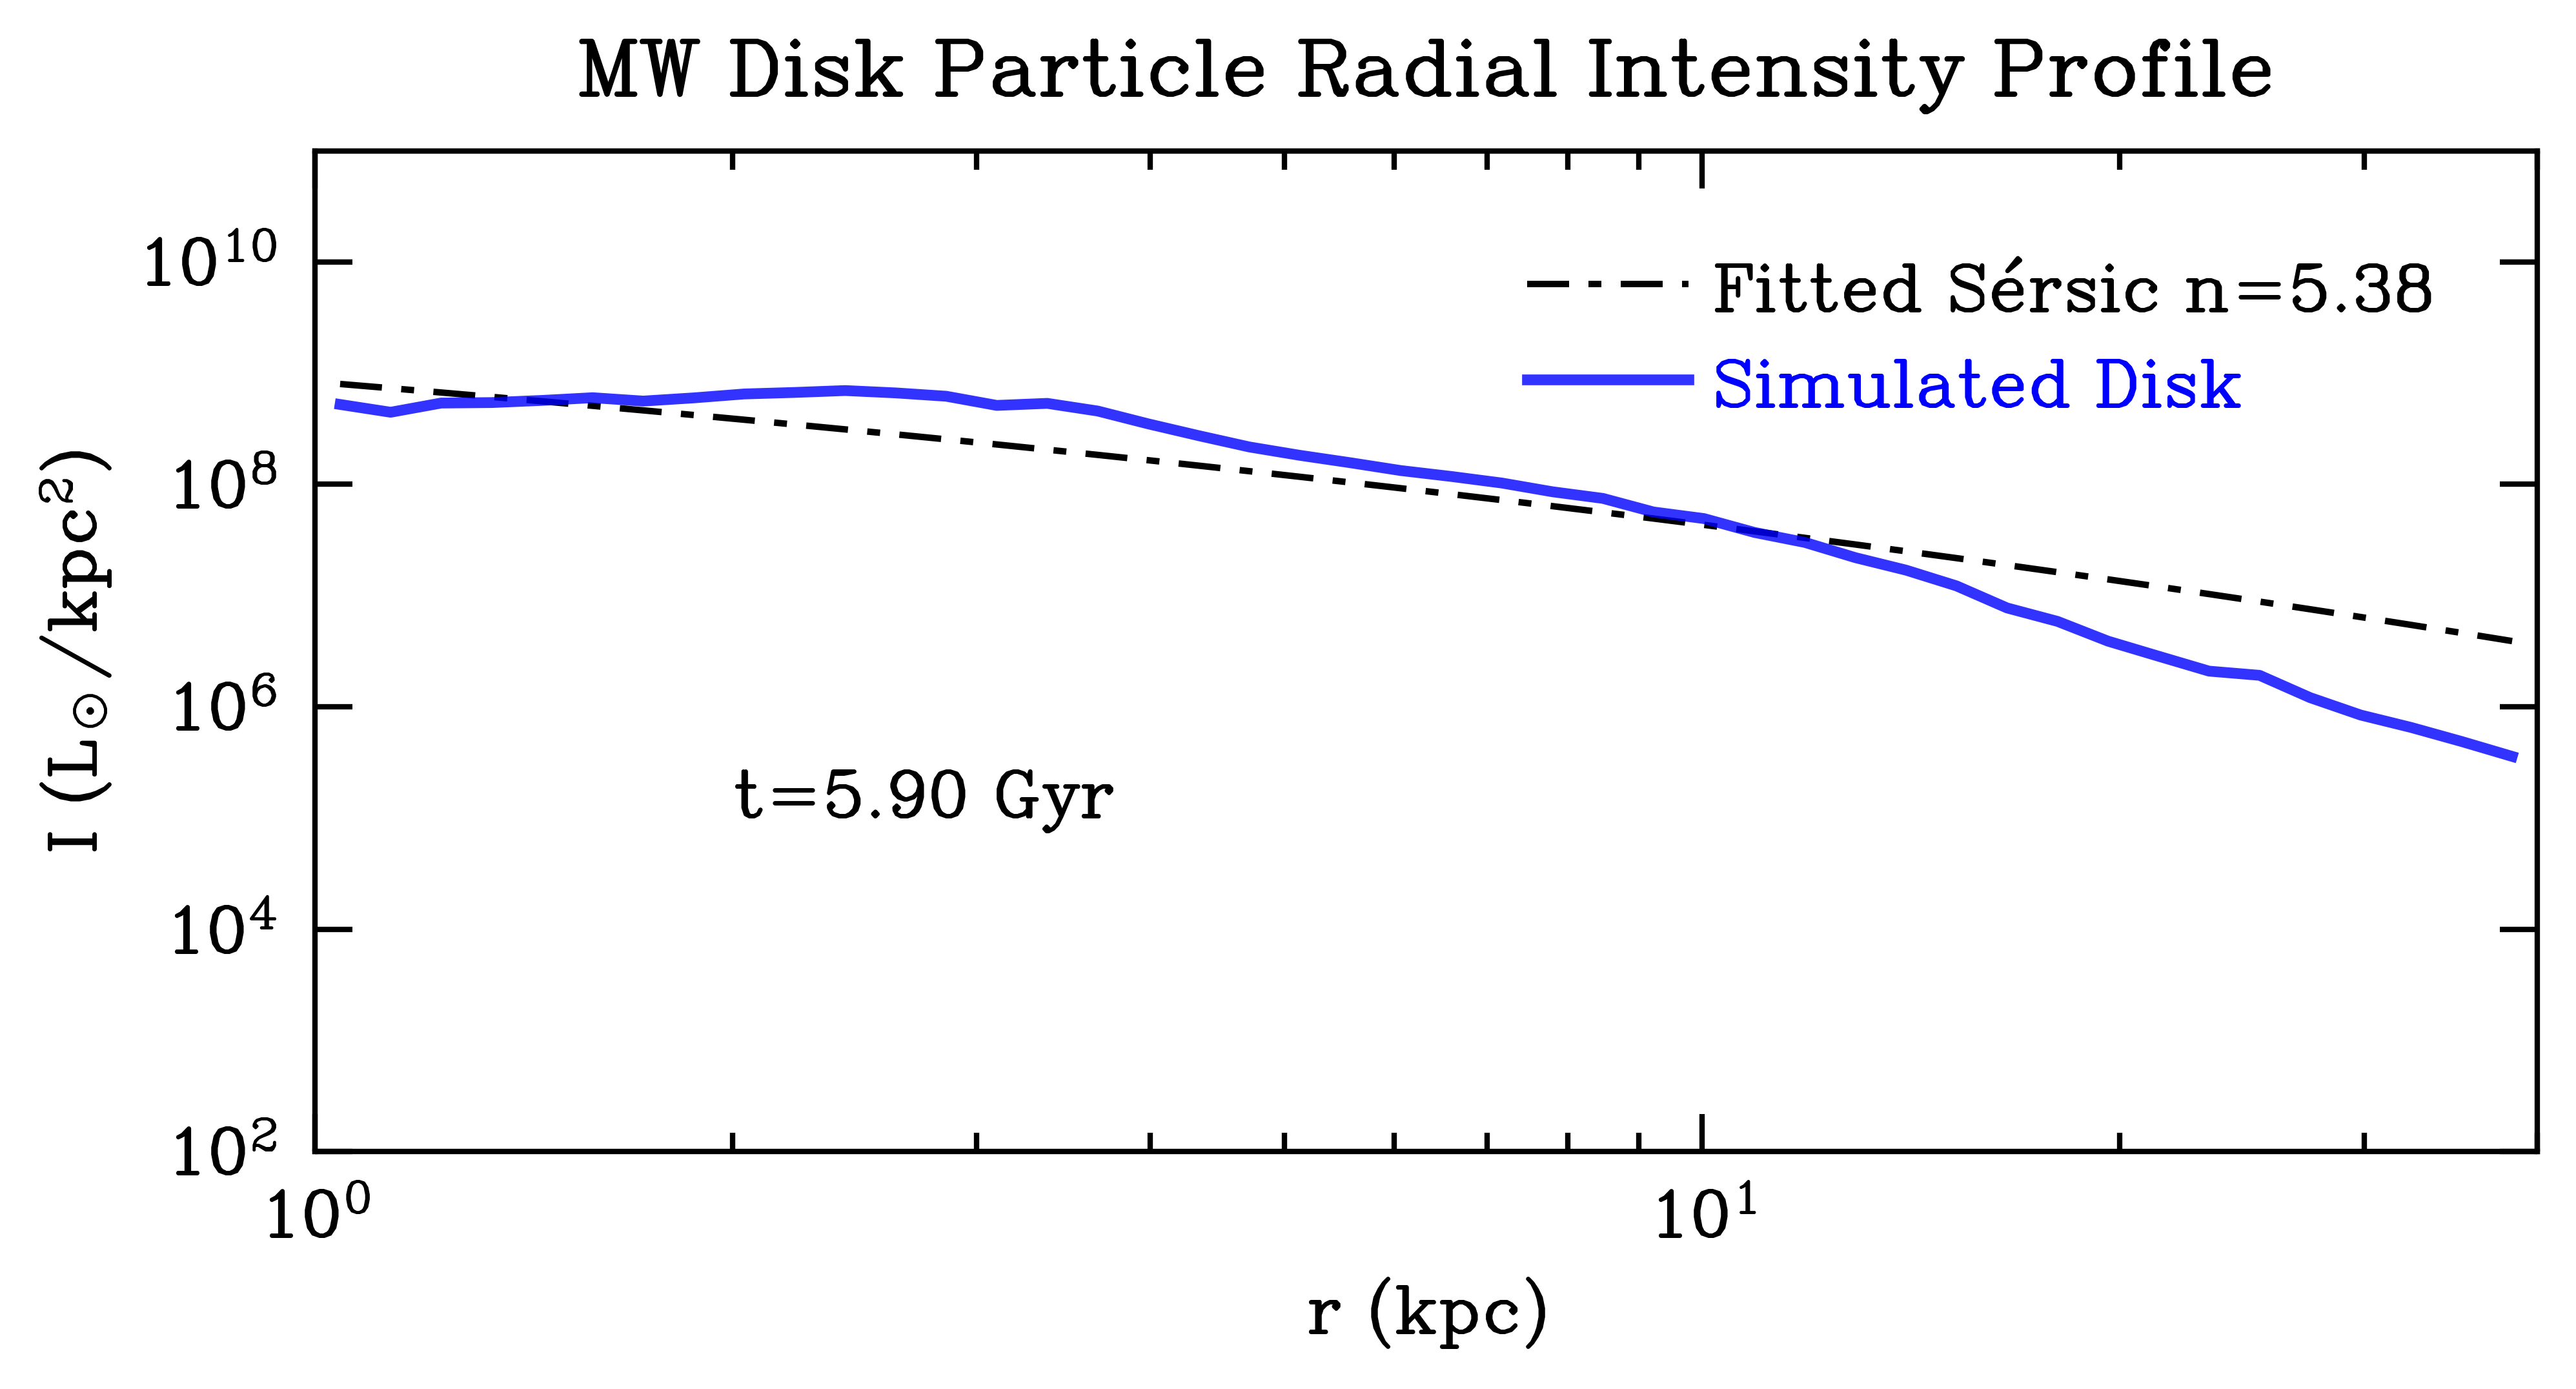 MW Disk Particle Radial Intensity Profile
I (L⊙/kpc²)
10¹⁰
10⁸
10⁶
10⁴
10²
Fitted Sérsic n=5.38
Simulated Disk
t=5.90 Gyr
10⁰
10¹
r (kpc)